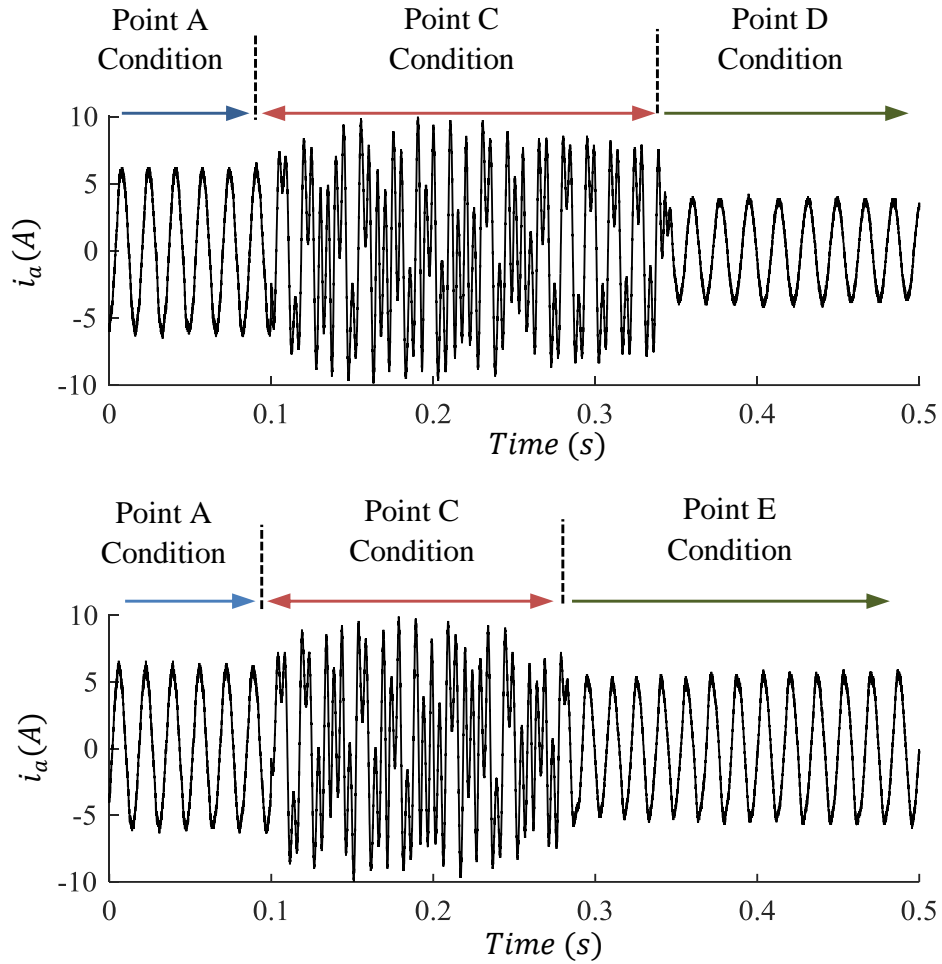 Point A
Condition
Point C
Condition
Point D
Condition
10
5
0
-5
-10
i_a(A)
0
0.1
0.2
0.3
0.4
0.5
Time (s)
Point A
Condition
Point C
Condition
Point E
Condition
10
5
0
-5
-10
i_a(A)
0
0.1
0.2
0.3
0.4
0.5
Time (s)